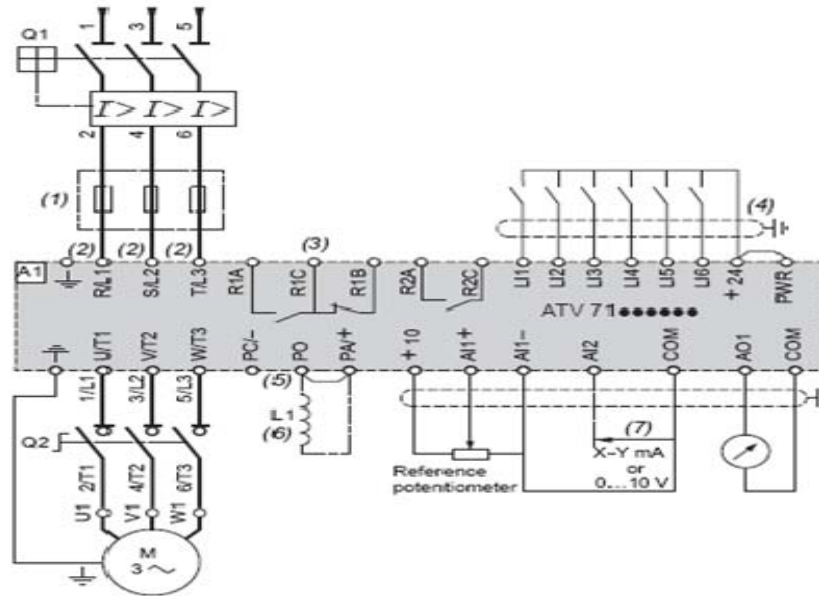 1 3 5
Q1
I> I> I>
2 4 6
(1)
(4)
(2) (2) (2) (3)
A1
R/L1 S/L2 T/L3 R1A R1C R1B R2A R2C LI1 LI2 LI3 LI4 LI5 LI6 +24 PWR
ATV 71●●●●●●
U/T1 V/T2 W/T3 PC/– PO PA/+ +10 AI1+ AI1– AI2 COM AO1 COM
(5)
1/L1 3/L2 5/L3
L1
(6)
(7)
Q2
X–Y mA
or
0...10 V
Reference
potentiometer
2/T1 4/T2 6/T3
U1 V1 W1
M
3 ~